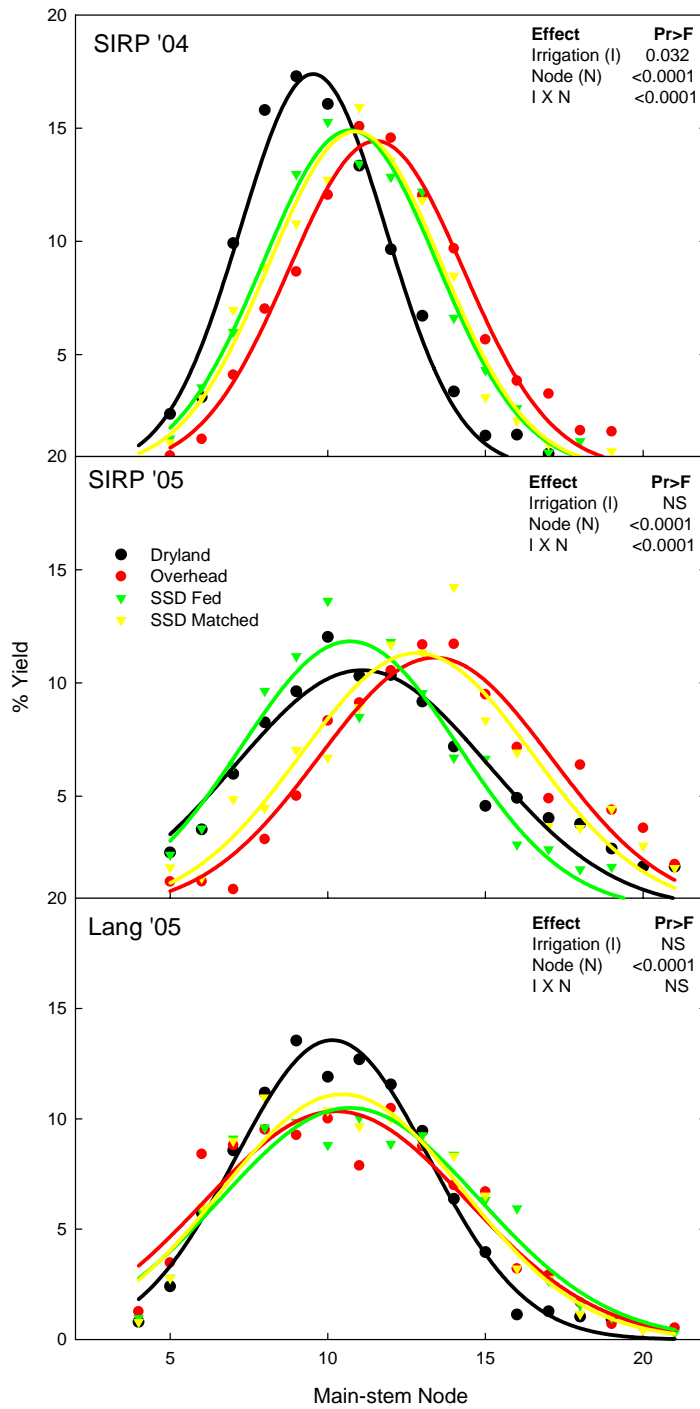 20
SIRP '04
Effect Pr>F
Irrigation (I) 0.032
Node (N) <0.0001
I X N <0.0001
15
10
5
20
SIRP '05
Effect Pr>F
Irrigation (I) NS
Node (N) <0.0001
I X N <0.0001
15
Dryland
Overhead
SSD Fed
SSD Matched
% Yield
10
5
20
Lang '05
Effect Pr>F
Irrigation (I) NS
Node (N) <0.0001
I X N NS
15
10
5
0
5 10 15 20
Main-stem Node